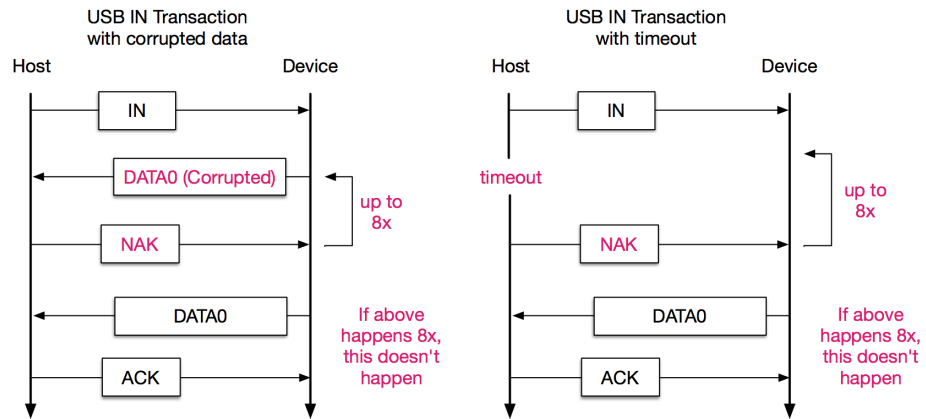 USB IN Transaction
with corrupted data
Host
Device
IN
DATA0 (Corrupted)
up to
8x
NAK
DATA0
If above
happens 8x,
this doesn't
happen
ACK
USB IN Transaction
with timeout
Host
Device
IN
timeout
up to
8x
NAK
DATA0
If above
happens 8x,
this doesn't
happen
ACK